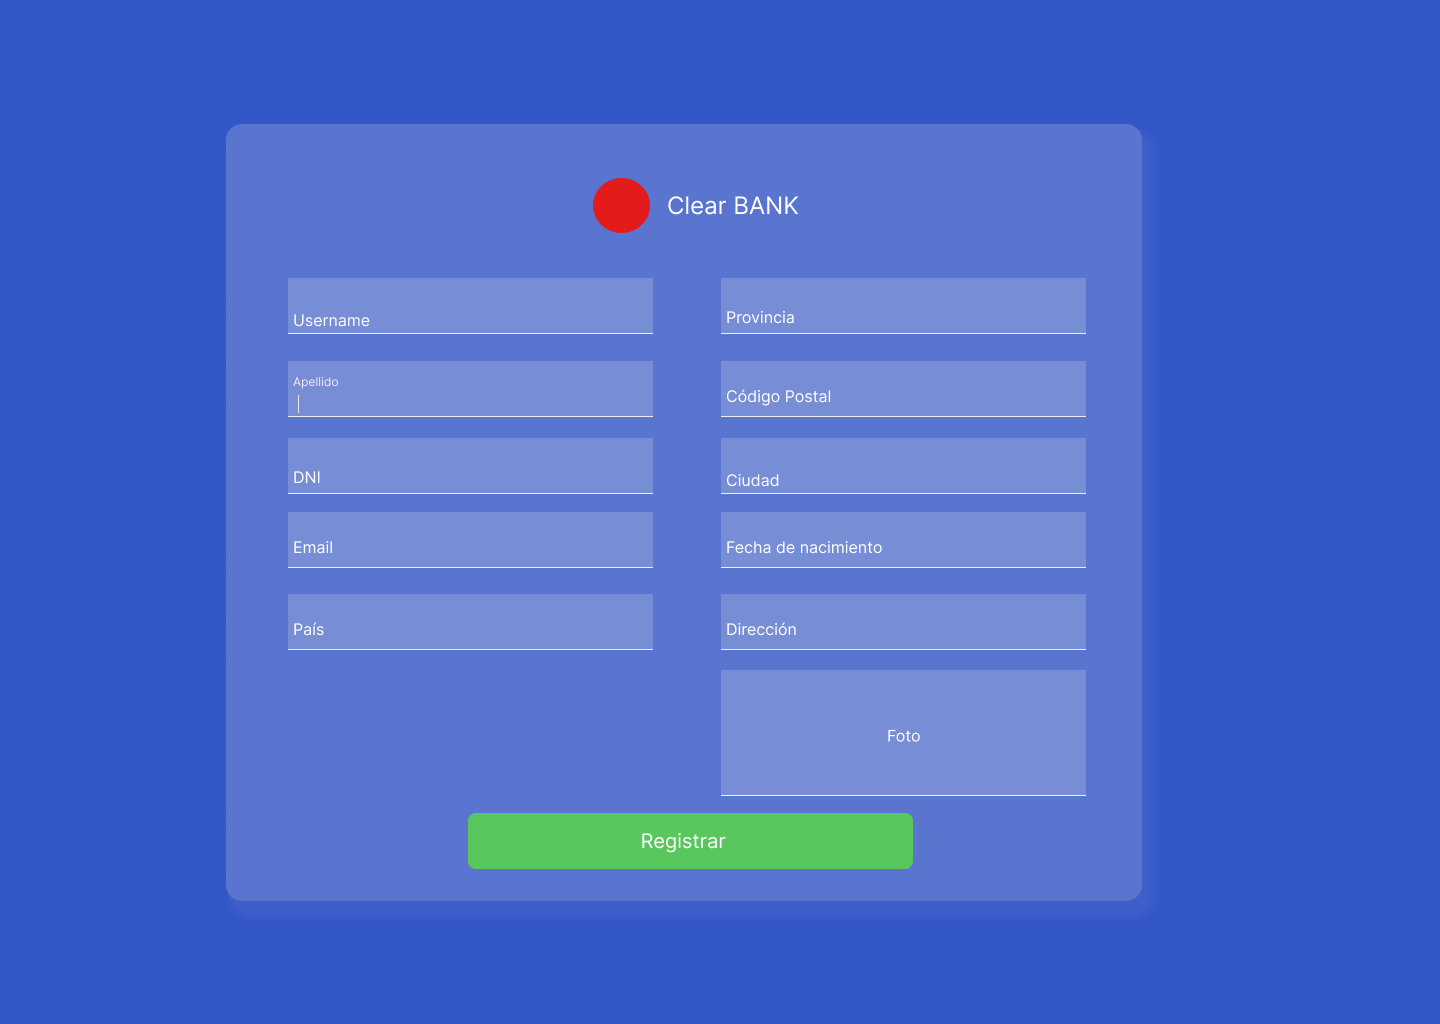 Clear BANK
Username
Provincia
Apellido
Código Postal
DNI
Ciudad
Email
Fecha de nacimiento
País
Dirección
Foto
Registrar